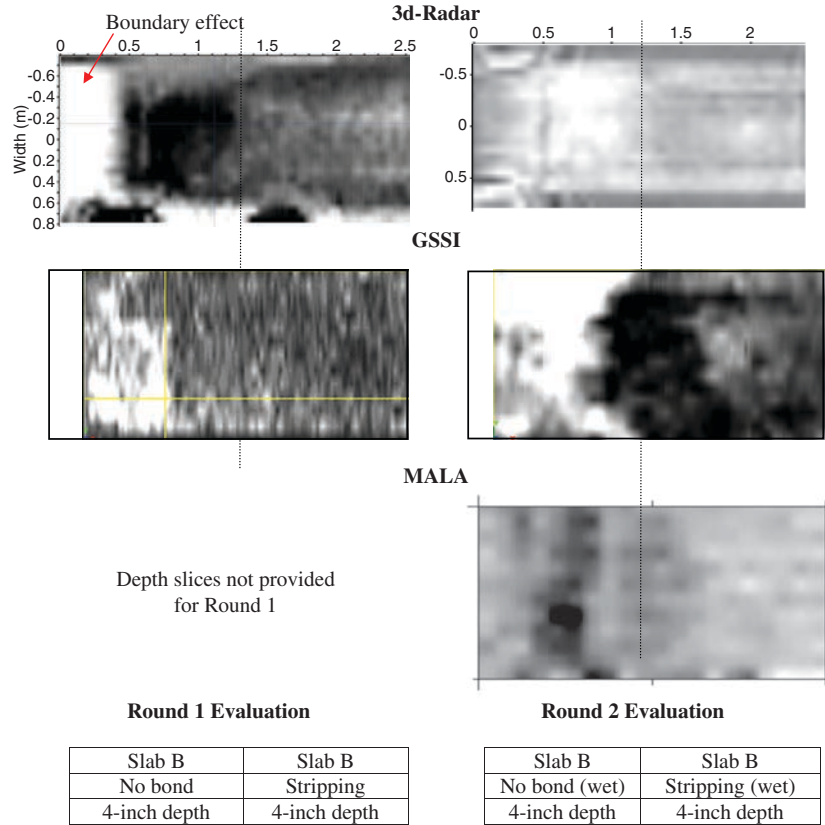 3d-Radar
Boundary effect
0 0.5 1 1.5 2 2.5
-0.6
-0.4
-0.2
0
0.2
0.4
0.6
0.8
Width (m)
0 0.5 1 1.5 2
-0.5
0
0.5
GSSI
MALA
Depth slices not provided
for Round 1
Round 1 Evaluation
Round 2 Evaluation
Slab B Slab B
No bond Stripping
4-inch depth 4-inch depth
Slab B Slab B
No bond (wet) Stripping (wet)
4-inch depth 4-inch depth